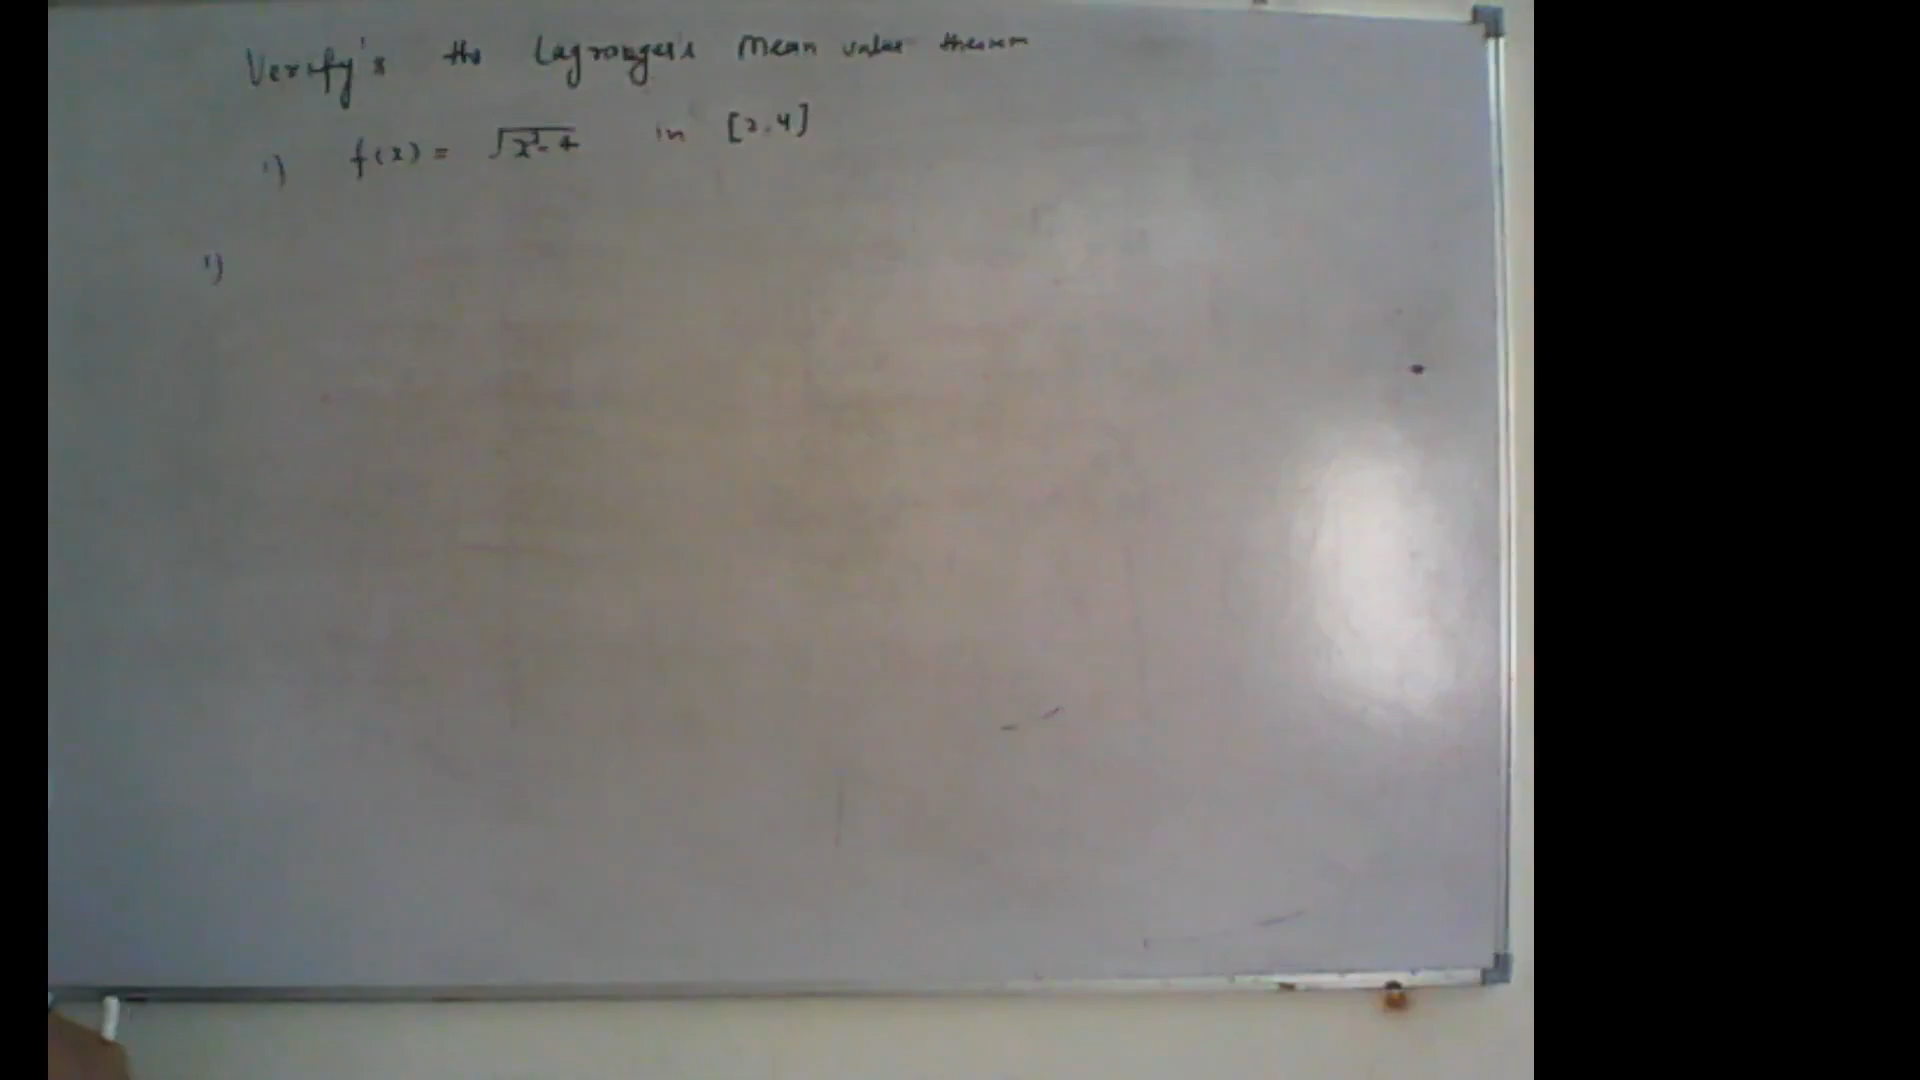 Verify's the Lagrange's Mean value theorem
i) f(x) = √x²-4 in [2,4]
i)